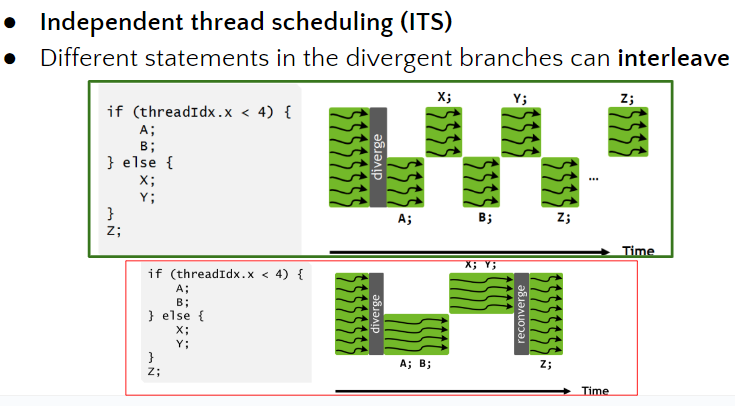 ● Independent thread scheduling (ITS)
● Different statements in the divergent branches can interleave
if (threadIdx.x < 4) {
A;
B;
} else {
X;
Y;
}
Z;
diverge
A;
X;
B;
Y;
Z;
...
Z;
Time
if (threadIdx.x < 4) {
A;
B;
} else {
X;
Y;
}
Z;
diverge
A; B;
X; Y;
reconverge
Z;
Time